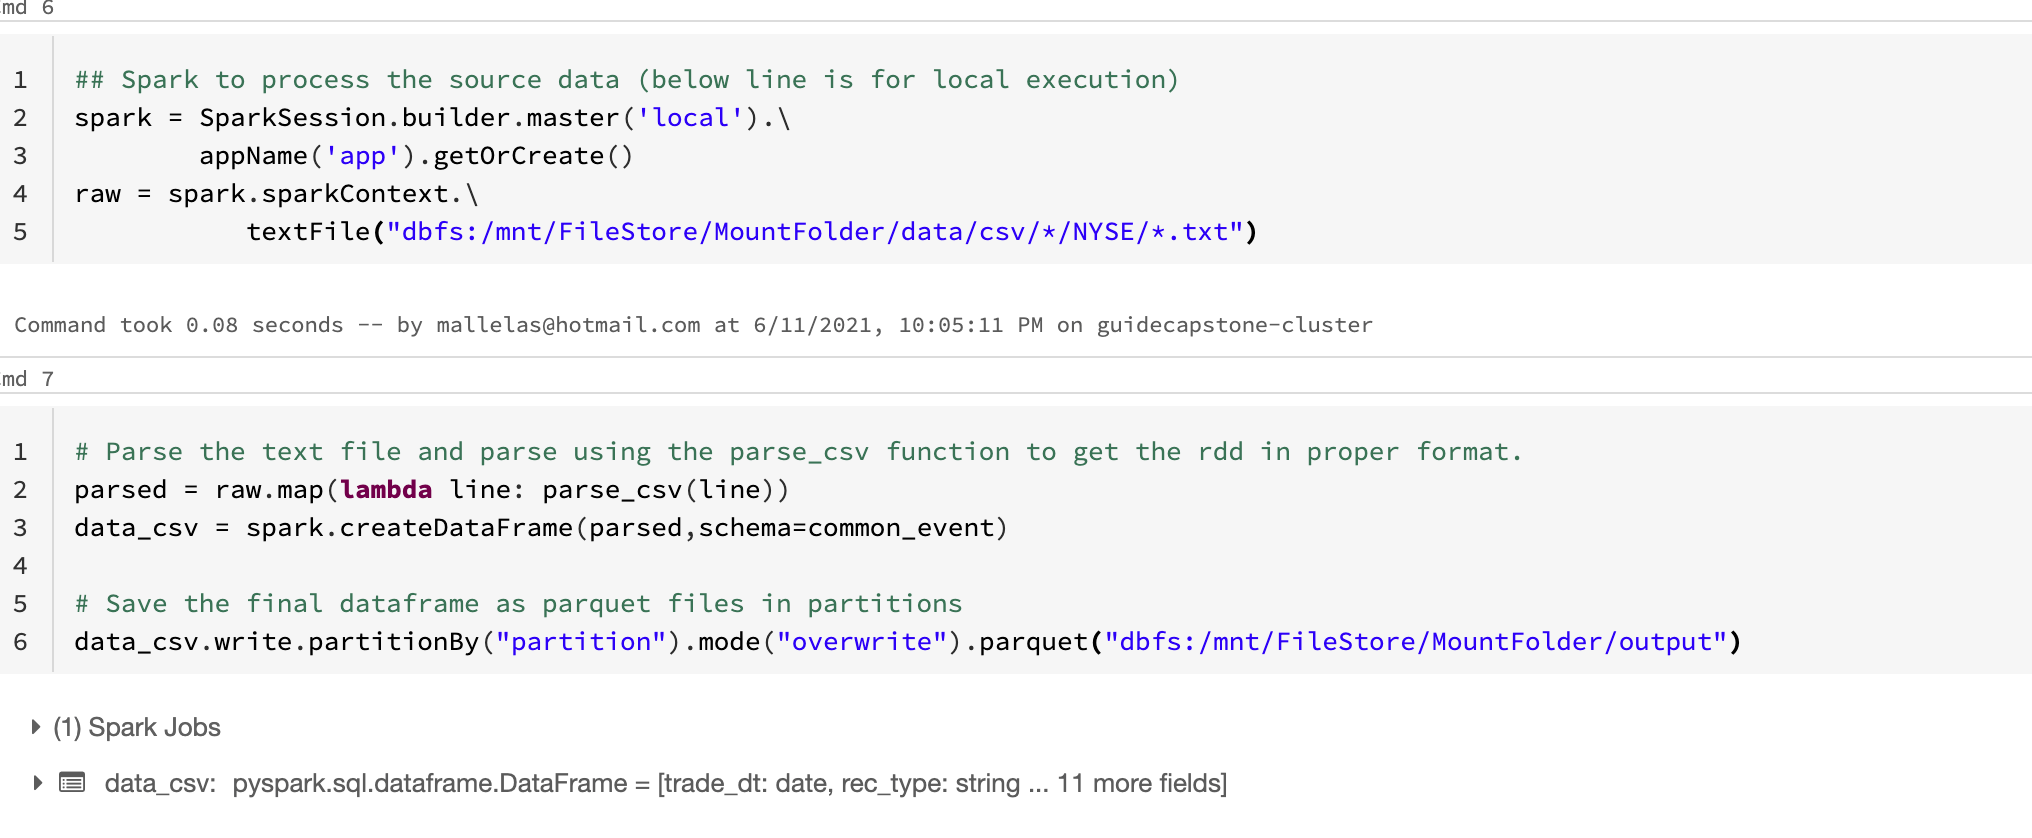 md 6
1 ## Spark to process the source data (below line is for local execution)
2 spark = SparkSession.builder.master('local').\
3         appName('app').getOrCreate()
4 raw = spark.sparkContext.\
5            textFile("dbfs:/mnt/FileStore/MountFolder/data/csv/*/NYSE/*.txt")
Command took 0.08 seconds -- by mallelas@hotmail.com at 6/11/2021, 10:05:11 PM on guidecapstone-cluster
md 7
1 # Parse the text file and parse using the parse_csv function to get the rdd in proper format.
2 parsed = raw.map(lambda line: parse_csv(line))
3 data_csv = spark.createDataFrame(parsed,schema=common_event)
4
5 # Save the final dataframe as parquet files in partitions
6 data_csv.write.partitionBy("partition").mode("overwrite").parquet("dbfs:/mnt/FileStore/MountFolder/output")
(1) Spark Jobs
data_csv: pyspark.sql.dataframe.DataFrame = [trade_dt: date, rec_type: string ... 11 more fields]